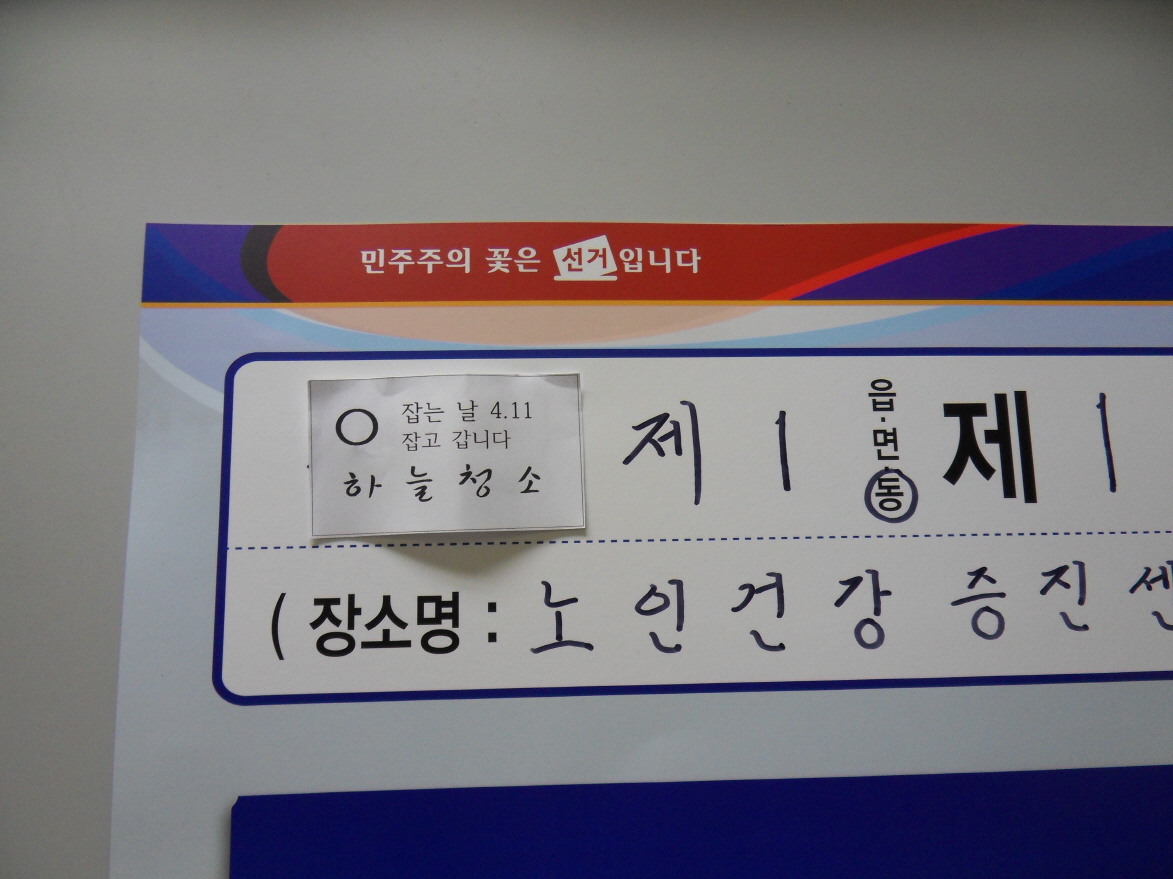 민주주의 꽃은 선거입니다
○ 잡는 날 4.11
잡고 갑니다
하늘청소
제 1 읍·면·동 제 1
(장소명 : 노인건강증진센